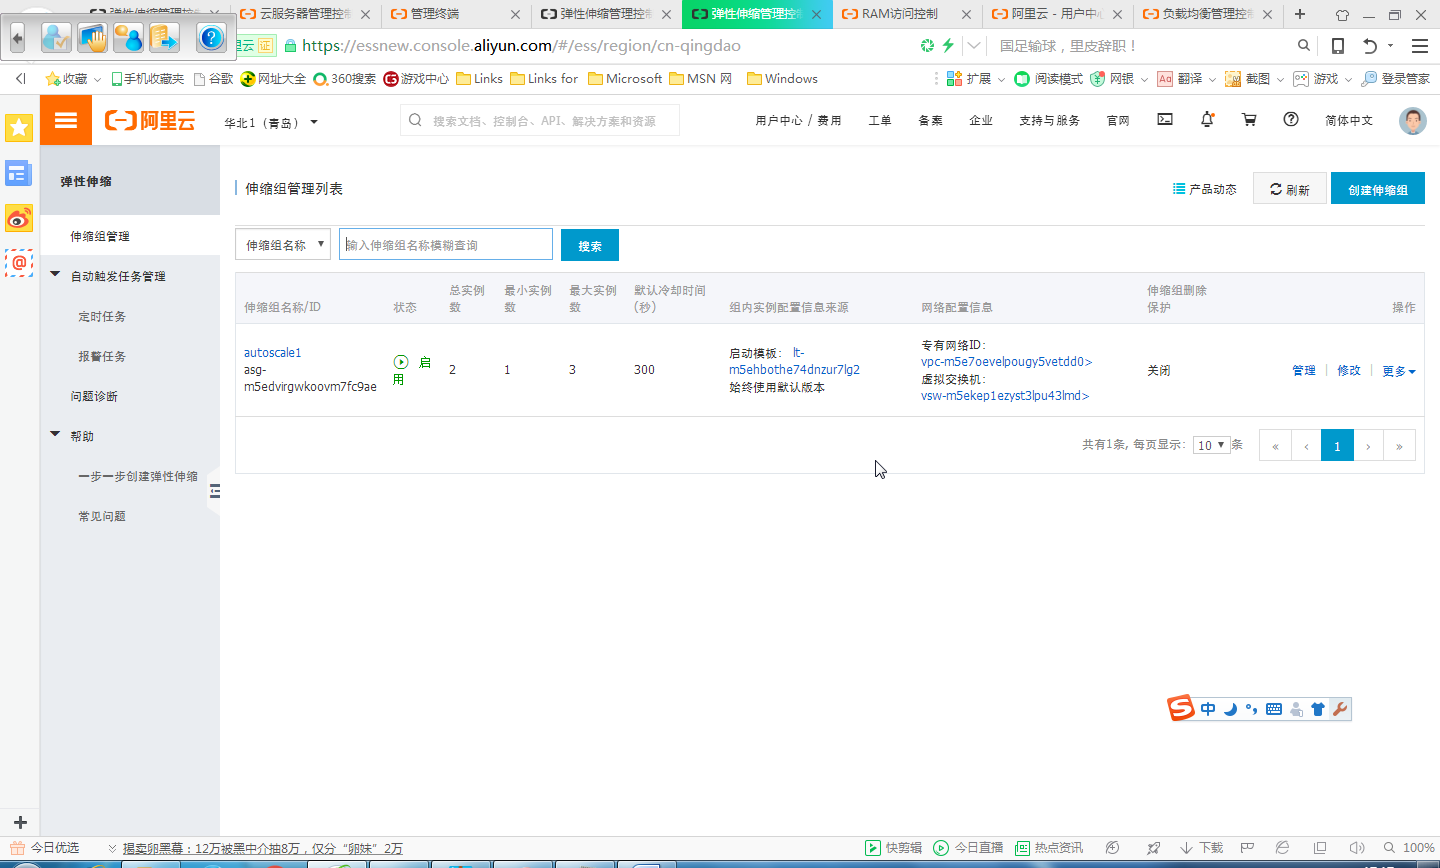 弹性伸缩管理控制
云服务器管理控制
管理终端
弹性伸缩管理控制
弹性伸缩管理控制
RAM访问控制
阿里云 - 用户中心
负载均衡管理控制
里云 证 https://essnew.console.aliyun.com/#/ess/region/cn-qingdao
国足输球，里皮辞职！
收藏 手机收藏夹 谷歌 网址大全 360搜索 游戏中心 Links Links for Microsoft MSN 网 Windows
扩展 阅读模式 网银 Aa 翻译 截图 游戏 登录管家
阿里云
华北1（青岛）
搜索文档、控制台、API、解决方案和资源
用户中心 / 费用 工单 备案 企业 支持与服务 官网 简体中文
弹性伸缩
伸缩组管理
自动触发任务管理
定时任务
报警任务
问题诊断
帮助
一步一步创建弹性伸缩
常见问题
伸缩组管理列表
产品动态 刷新 创建伸缩组
伸缩组名称 输入伸缩组名称模糊查询 搜索
伸缩组名称/ID
状态
总实例
数
最小实例
数
最大实例
数
默认冷却时间
(秒)
组内实例配置信息来源
网络配置信息
伸缩组删除
保护
操作
autoscale1
asg-
m5edvirgwkoovm7fc9ae
启
用
2
1
3
300
启动模板： lt-
m5ehbothe74dnzur7lg2
始终使用默认版本
专有网络ID：
vpc-m5e7oevelpougy5vetdd0>
虚拟交换机：
vsw-m5ekep1ezyst3lpu43lmd>
关闭
管理 | 修改 | 更多
共有1条, 每页显示： 10 条 « ‹ 1 › »
S 中
今日优选 揭卖卵黑幕：12万被黑中介抽8万，仅分“卵妹”2万
快剪辑 今日直播 热点资讯 下载 100%